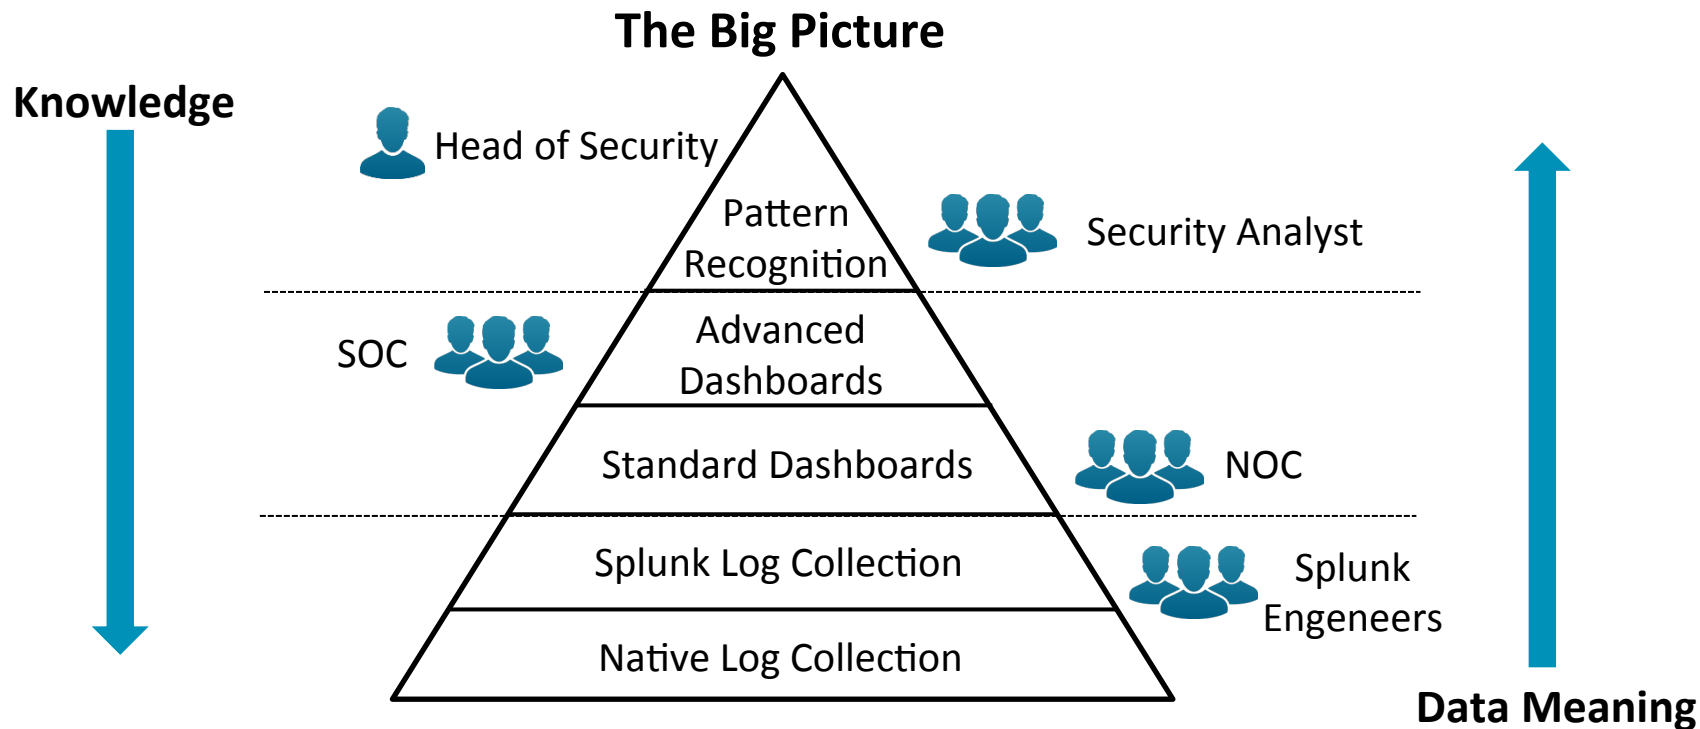 The Big Picture
Knowledge
Head of Security
Pattern
Recognition
Security Analyst
SOC
Advanced
Dashboards
Standard Dashboards
NOC
Splunk Log Collection
Splunk
Engeneers
Native Log Collection
Data Meaning